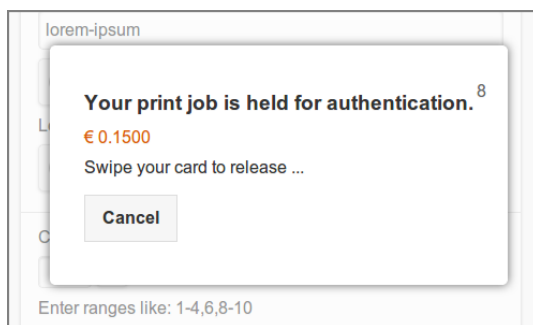 lorem-ipsum
Your print job is held for authentication. 8
€ 0.1500
Swipe your card to release ...
Cancel
Enter ranges like: 1-4,6,8-10